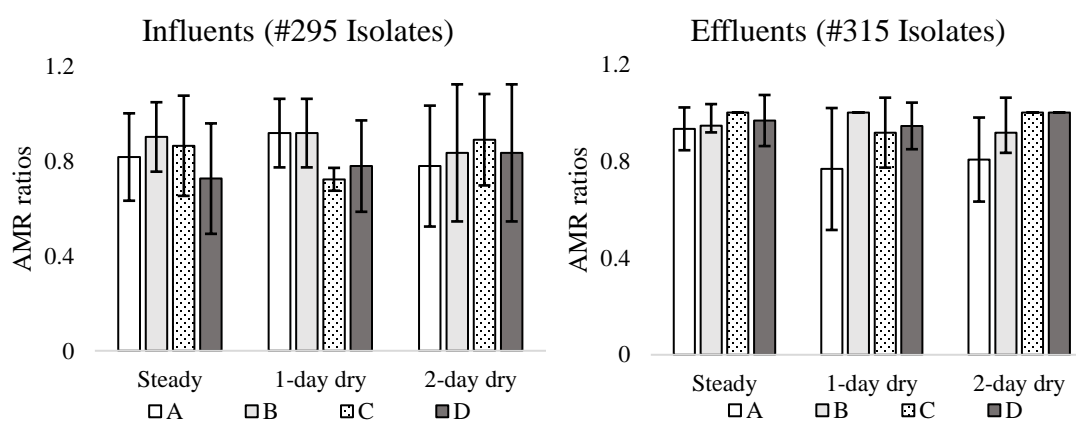 Influents (#295 Isolates)
AMR ratios
1.2
0.8
0.4
0
Steady 1-day dry 2-day dry
A B C D
Effluents (#315 Isolates)
AMR ratios
1.2
0.8
0.4
0
Steady 1-day dry 2-day dry
A B C D